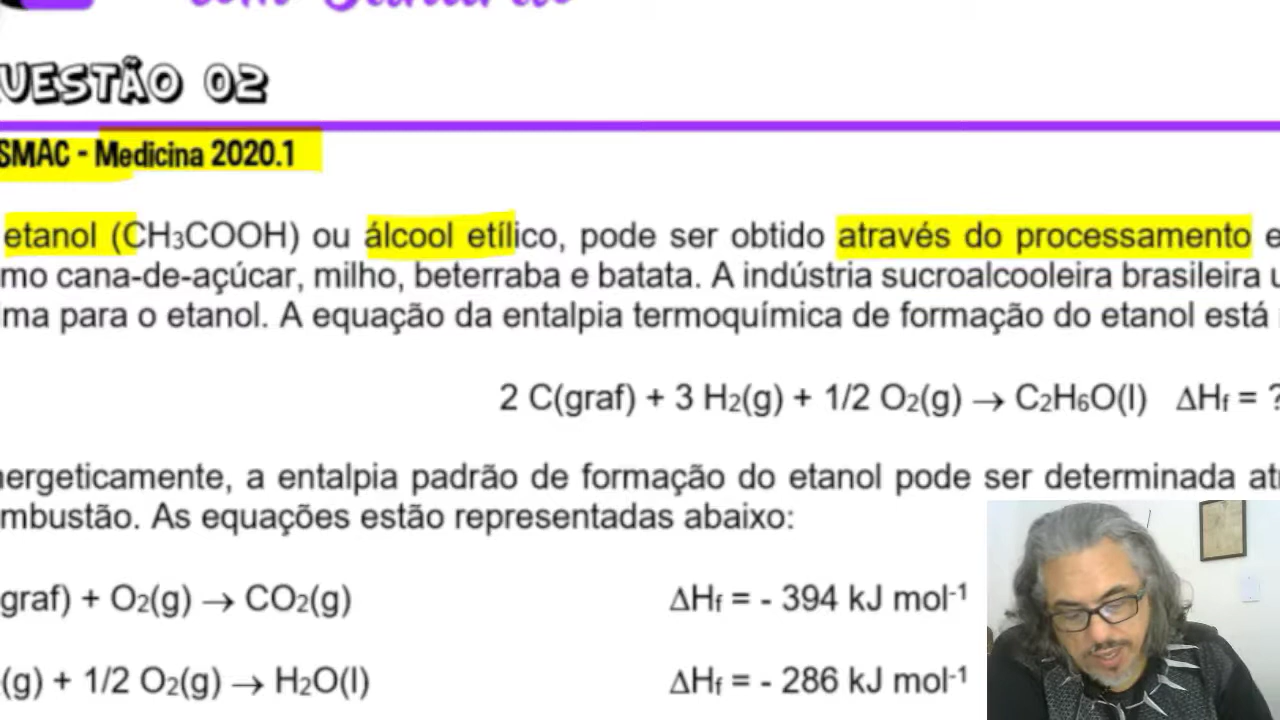 UESTÃO 02
SMAC - Medicina 2020.1
etanol (CH₃COOH) ou álcool etílico, pode ser obtido através do processamento e
mo cana-de-açúcar, milho, beterraba e batata. A indústria sucroalcooleira brasileira u
ma para o etanol. A equação da entalpia termoquímica de formação do etanol está
2 C(graf) + 3 H₂(g) + 1/2 O₂(g) → C₂H₆O(l) ΔHf = ?
nergeticamente, a entalpia padrão de formação do etanol pode ser determinada atr
mbustão. As equações estão representadas abaixo:
graf) + O₂(g) → CO₂(g) ΔHf = - 394 kJ mol⁻¹
(g) + 1/2 O₂(g) → H₂O(l) ΔHf = - 286 kJ mol⁻¹